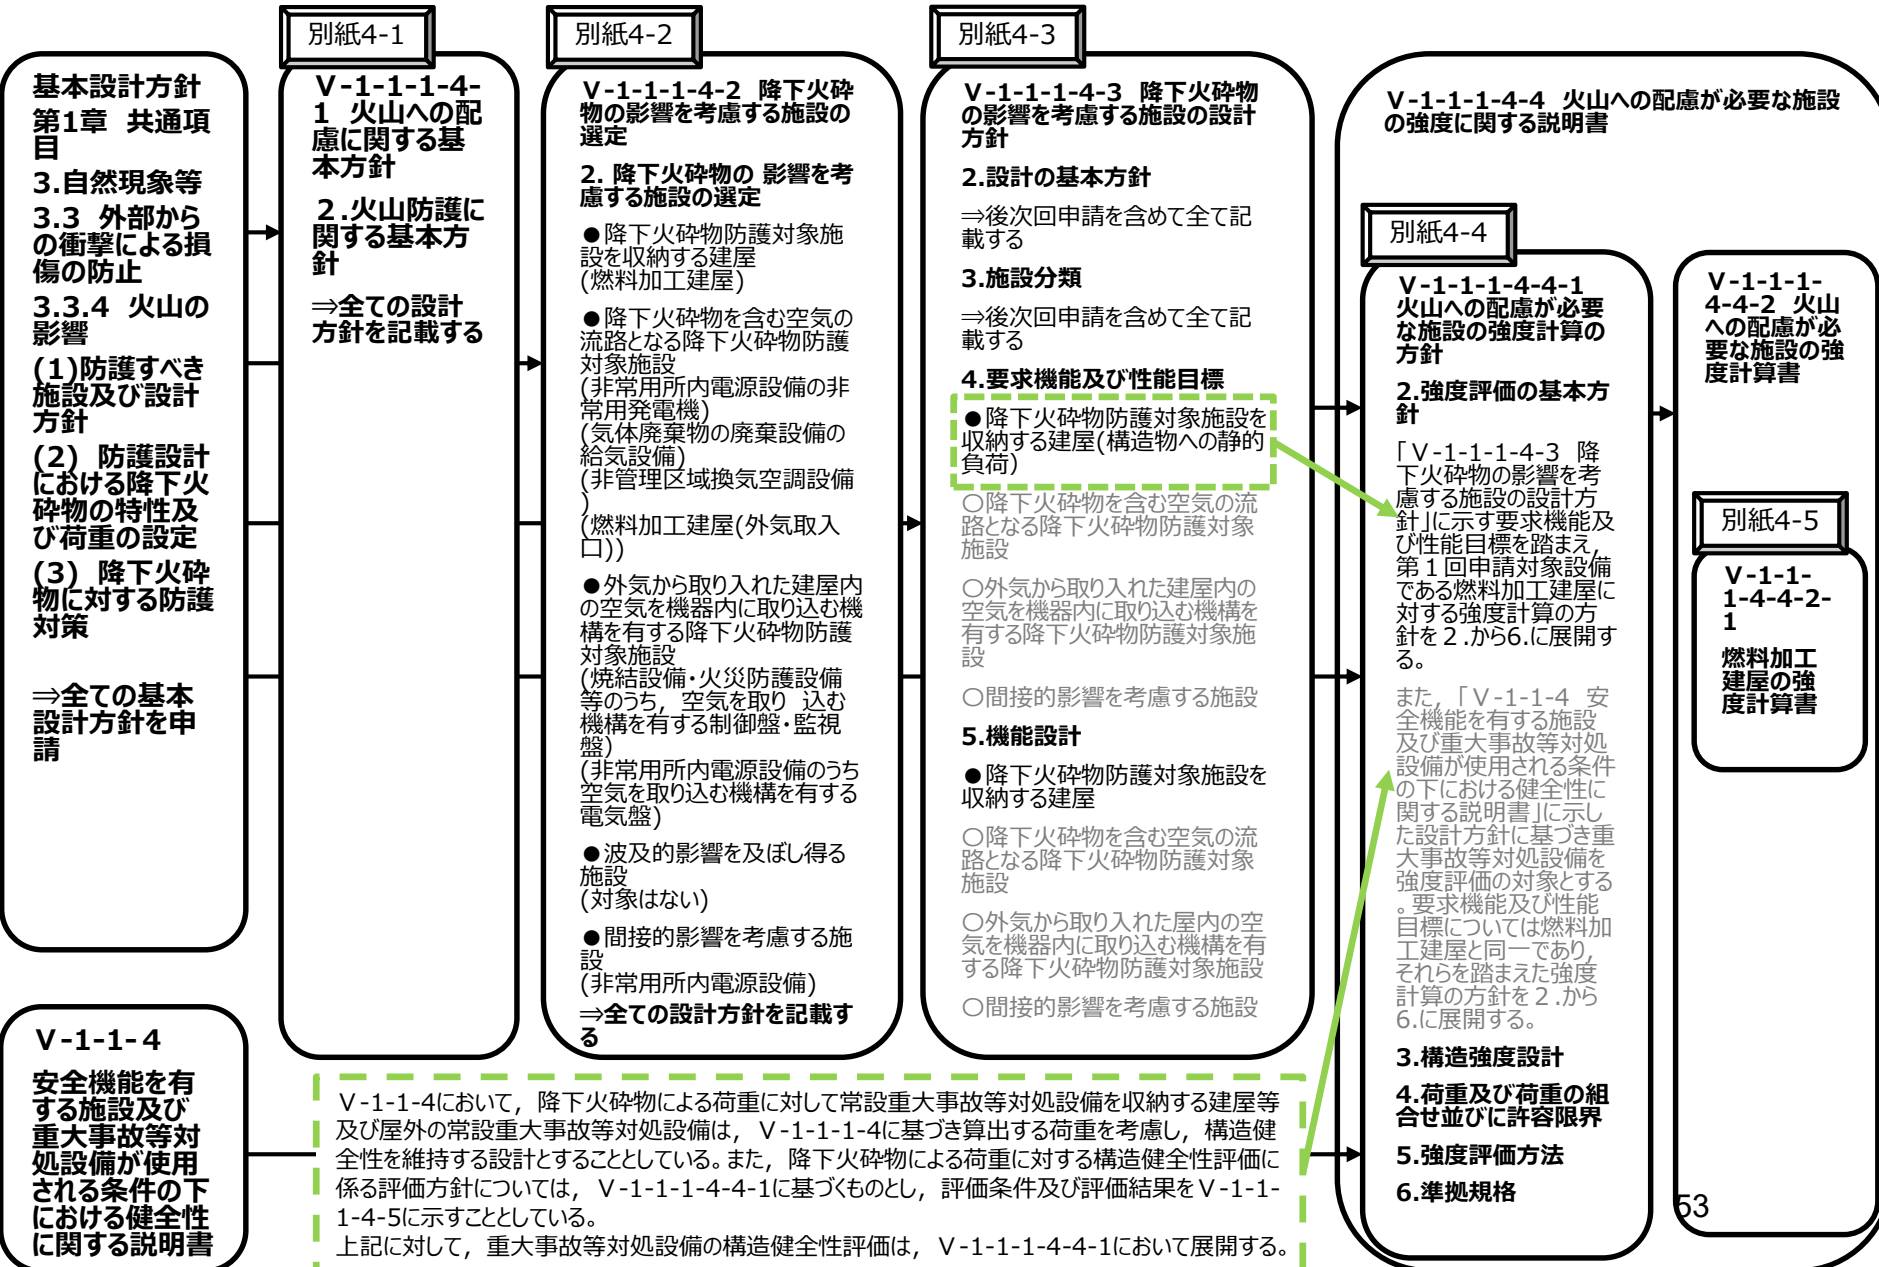 基本設計方針
第1章 共通項
目
3.自然現象等
3.3 外部から
の衝撃による損
傷の防止
3.3.4 火山の
影響
(1)防護すべき
施設及び設計
方針
(2) 防護設計
における降下火
砕物の特性及
び荷重の設定
(3) 降下火砕
物に対する防護
対策
⇒全ての基本
設計方針を申
請
Ⅴ-1-1-４
安全機能を有
する施設及び
重大事故等対
処設備が使用
される条件の下
における健全性
に関する説明書
別紙4-1
Ⅴ-1-1-1-4-
1 火山への配
慮に関する基
本方針
２.火山防護に
関する基本方
針
⇒全ての設計
方針を記載する
別紙4-2
Ⅴ-1-1-1-4-2 降下火砕
物の影響を考慮する施設の
選定
2. 降下火砕物の 影響を考
慮する施設の選定
●降下火砕物防護対象施
設を収納する建屋
(燃料加工建屋)
●降下火砕物を含む空気の
流路となる降下火砕物防護
対象施設
(非常用所内電源設備の非
常用発電機)
(気体廃棄物の廃棄設備の
給気設備)
(非管理区域換気空調設備
)
(燃料加工建屋(外気取入
口))
●外気から取り入れた建屋内
の空気を機器内に取り込む機
構を有する降下火砕物防護
対象施設
(焼結設備・火災防護設備
等のうち，空気を取り 込む
機構を有する制御盤・監視
盤)
(非常用所内電源設備のうち
空気を取り込む機構を有する
電気盤)
●波及的影響を及ぼし得る
施設
(対象はない)
●間接的影響を考慮する施
設
(非常用所内電源設備)
⇒全ての設計方針を記載す
る
別紙4-3
Ⅴ-1-1-1-4-3 降下火砕物
の影響を考慮する施設の設計
方針
2.設計の基本方針
⇒後次回申請を含めて全て記
載する
3.施設分類
⇒後次回申請を含めて全て記
載する
4.要求機能及び性能目標
●降下火砕物防護対象施設を
収納する建屋(構造物への静的
負荷)
○降下火砕物を含む空気の流
路となる降下火砕物防護対象
施設
○外気から取り入れた建屋内の
空気を機器内に取り込む機構を
有する降下火砕物防護対象施
設
○間接的影響を考慮する施設
5.機能設計
●降下火砕物防護対象施設を
収納する建屋
○降下火砕物を含む空気の流
路となる降下火砕物防護対象
施設
○外気から取り入れた屋内の空
気を機器内に取り込む機構を有
する降下火砕物防護対象施設
○間接的影響を考慮する施設
Ⅴ-1-1-1-4-4 火山への配慮が必要な施設
の強度に関する説明書
別紙4-4
Ⅴ-1-1-1-4-4-1
火山への配慮が必要
な施設の強度計算の
方針
2.強度評価の基本方
針
「Ⅴ-1-1-1-4-3 降
下火砕物の影響を考
慮する施設の設計方
針」に示す要求機能及
び性能目標を踏まえ，
第１回申請対象設備
である燃料加工建屋に
対する強度計算の方
針を２.から6.に展開す
る。
また，「Ⅴ-1-1-4 安
全機能を有する施設
及び重大事故等対処
設備が使用される条件
の下における健全性に
関する説明書」に示し
た設計方針に基づき重
大事故等対処設備を
強度評価の対象とする
。要求機能及び性能
目標については燃料加
工建屋と同一であり，
それらを踏まえた強度
計算の方針を２.から
6.に展開する。
3.構造強度設計
4.荷重及び荷重の組
合せ並びに許容限界
5.強度評価方法
6.準拠規格
Ⅴ-1-1-1-
4-4-2 火山
への配慮が必
要な施設の強
度計算書
別紙4-5
Ⅴ-1-1-
1-4-4-2-
1
燃料加工
建屋の強
度計算書
Ⅴ-1-1-4において，降下火砕物による荷重に対して常設重大事故等対処設備を収納する建屋等
及び屋外の常設重大事故等対処設備は，Ⅴ-1-1-1-4に基づき算出する荷重を考慮し，構造健
全性を維持する設計とすることとしている。また，降下火砕物による荷重に対する構造健全性評価に
係る評価方針については，Ⅴ-1-1-1-4-4-1に基づくものとし，評価条件及び評価結果をⅤ-1-1-
1-4-5に示すこととしている。
上記に対して，重大事故等対処設備の構造健全性評価は，Ⅴ-1-1-1-4-4-1において展開する。
53